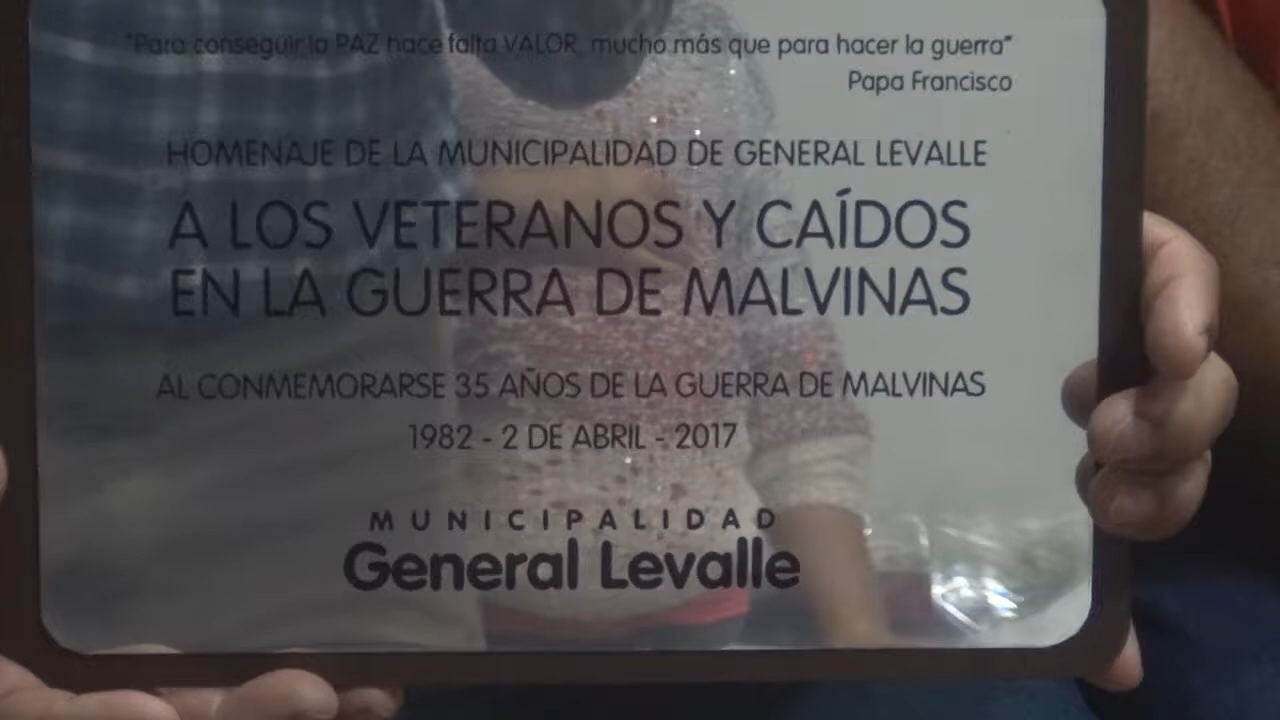 "Para conseguir la PAZ hace falta VALOR, mucho más que para hacer la guerra"
Papa Francisco
HOMENAJE DE LA MUNICIPALIDAD DE GENERAL LEVALLE
A LOS VETERANOS Y CAÍDOS
EN LA GUERRA DE MALVINAS
AL CONMEMORARSE 35 AÑOS DE LA GUERRA DE MALVINAS
1982 - 2 DE ABRIL - 2017
MUNICIPALIDAD
General Levalle